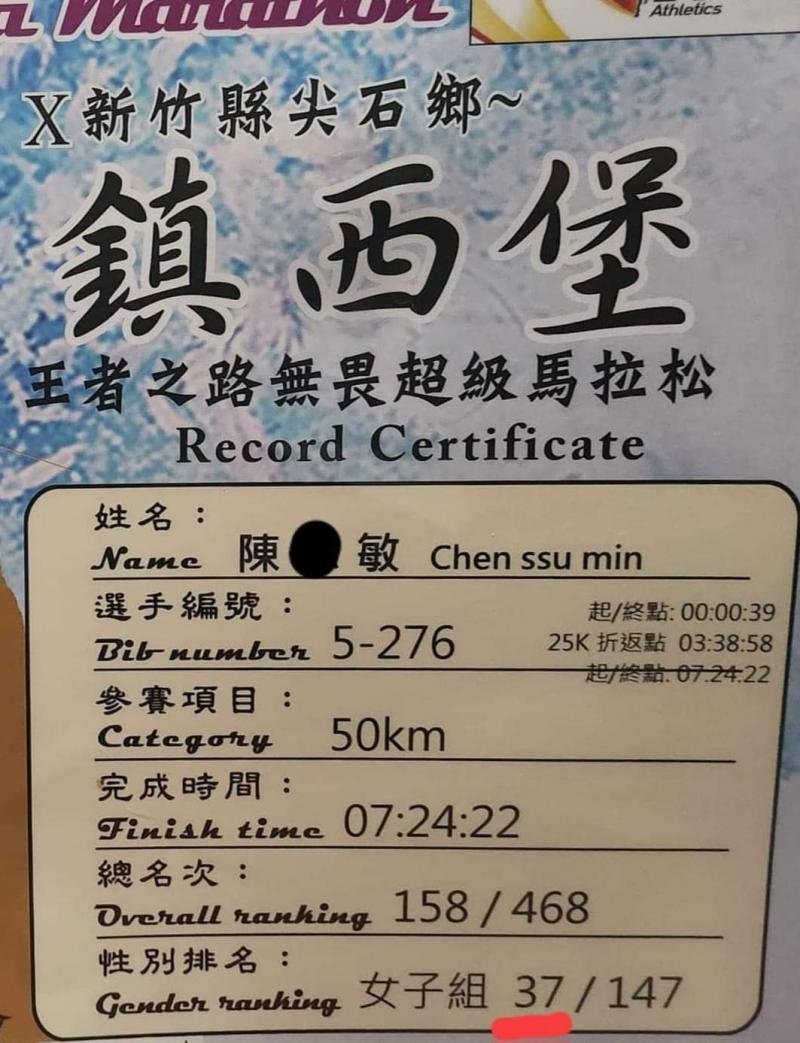 a Marathon
Athletics
X新竹縣尖石鄉~
鎮西堡
王者之路無畏超級馬拉松
Record Certificate
姓名：
Name 陳 敏 Chen ssu min
選手編號：
Bib number 5-276
起/終點: 00:00:39
25K 折返點 03:38:58
起/終點: 07:24:22
參賽項目：
Category 50km
完成時間：
Finish time 07:24:22
總名次：
Overall ranking 158 / 468
性別排名：
Gender ranking 女子組 37 / 147